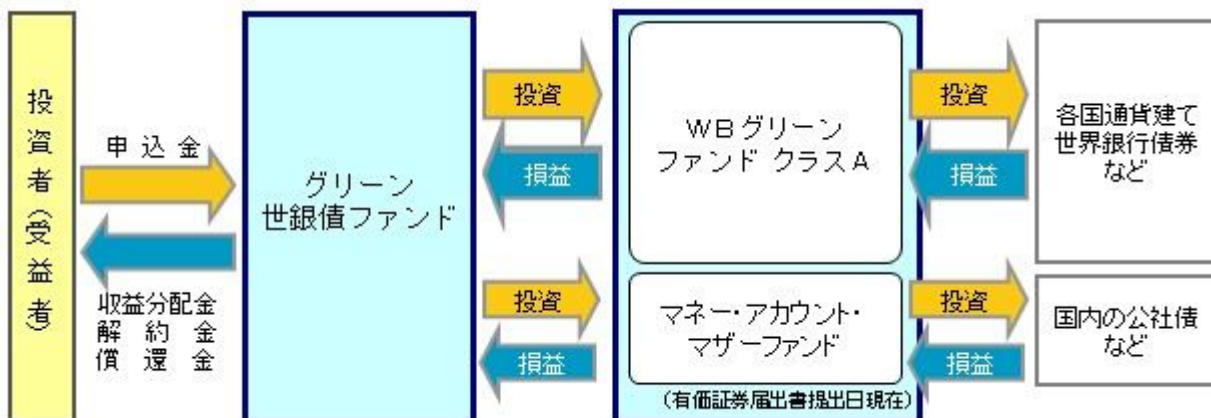 投資者（受益者）
申込金
収益分配金
解約金
償還金
グリーン
世銀債ファンド
投資
損益
投資
損益
ＷＢグリーン
ファンド クラスＡ
マネー・アカウント・
マザーファンド
（有価証券届出書提出日現在）
投資
損益
投資
損益
各国通貨建て
世界銀行債券
など
国内の公社債
など